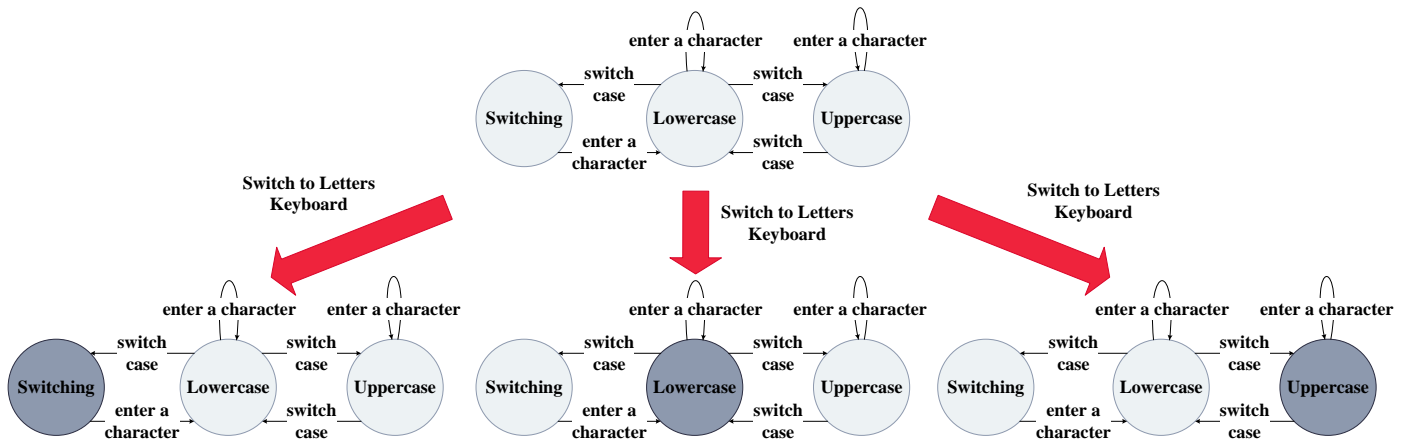 enter a character
enter a character
switch
case
switch
case
Switching
Lowercase
Uppercase
enter a
character
switch
case
Switch to Letters
Keyboard
Switch to Letters
Keyboard
Switch to Letters
Keyboard
enter a character
enter a character
switch
case
switch
case
Switching
Lowercase
Uppercase
enter a
character
switch
case
enter a character
enter a character
switch
case
switch
case
Switching
Lowercase
Uppercase
enter a
character
switch
case
enter a character
enter a character
switch
case
switch
case
Switching
Lowercase
Uppercase
enter a
character
switch
case